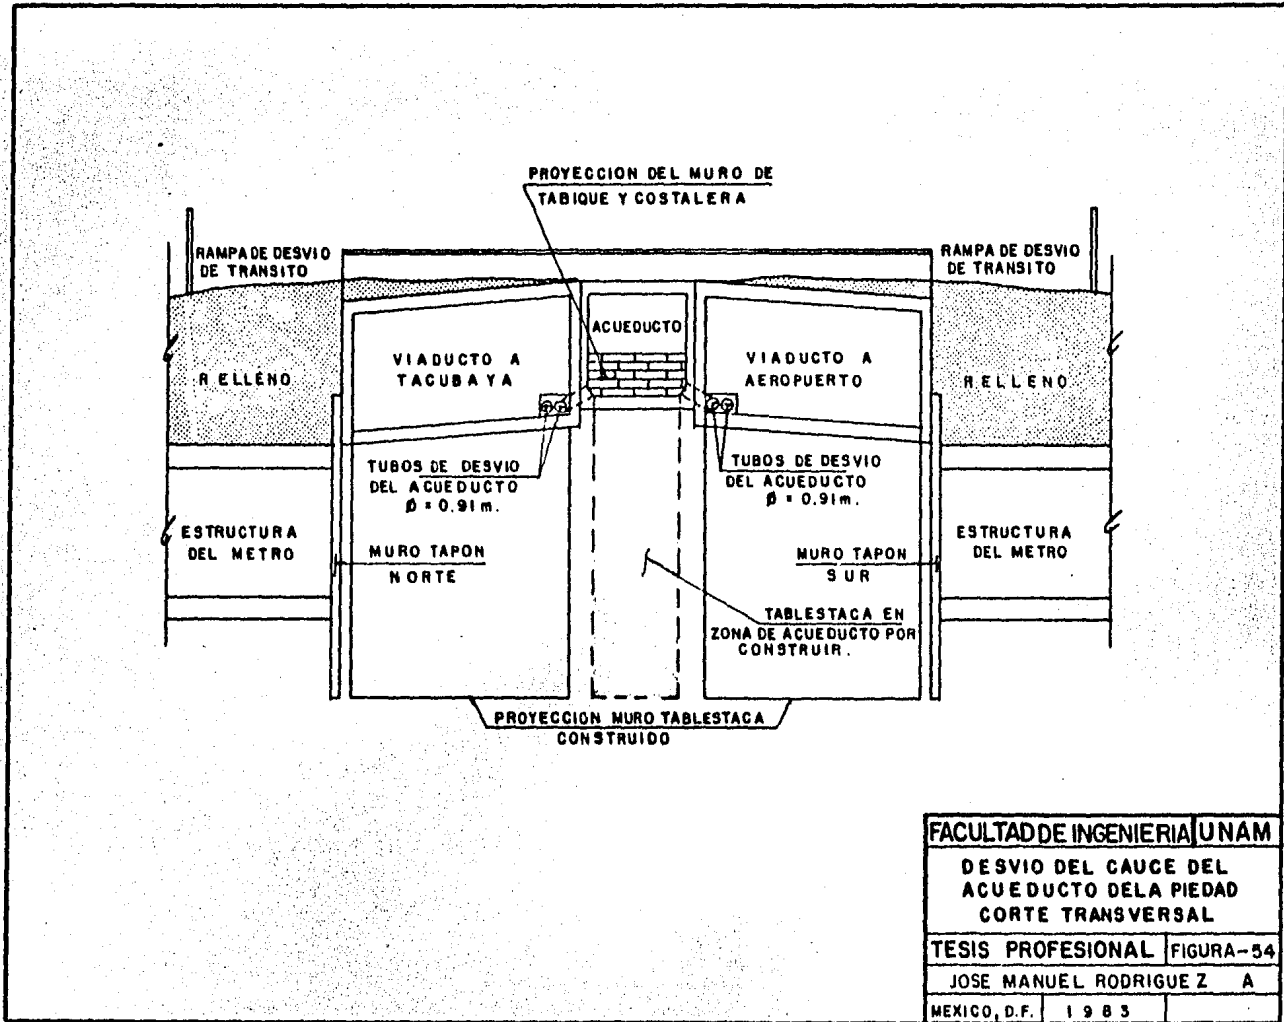 PROYECCION DEL MURO DE
TABIQUE Y COSTALERA
RAMPA DE DESVIO
DE TRANSITO
RAMPA DE DESVIO
DE TRANSITO
ACUEDUCTO
VIADUCTO A
TACUBAYA
VIADUCTO A
AEROPUERTO
RELLENO
RELLENO
TUBOS DE DESVIO
DEL ACUEDUCTO
Ø = 0.91 m.
TUBOS DE DESVIO
DEL ACUEDUCTO
Ø = 0.91 m.
ESTRUCTURA
DEL METRO
MURO TAPON
NORTE
MURO TAPON
SUR
ESTRUCTURA
DEL METRO
TABLESTACA EN
ZONA DE ACUEDUCTO POR
CONSTRUIR.
PROYECCION MURO TABLESTACA
CONSTRUIDO
FACULTAD DE INGENIERIA UNAM
DESVIO DEL CAUCE DEL
ACUEDUCTO DELA PIEDAD
CORTE TRANSVERSAL
TESIS PROFESIONAL FIGURA-54
JOSE MANUEL RODRIGUEZ A
MEXICO, D.F. 1983